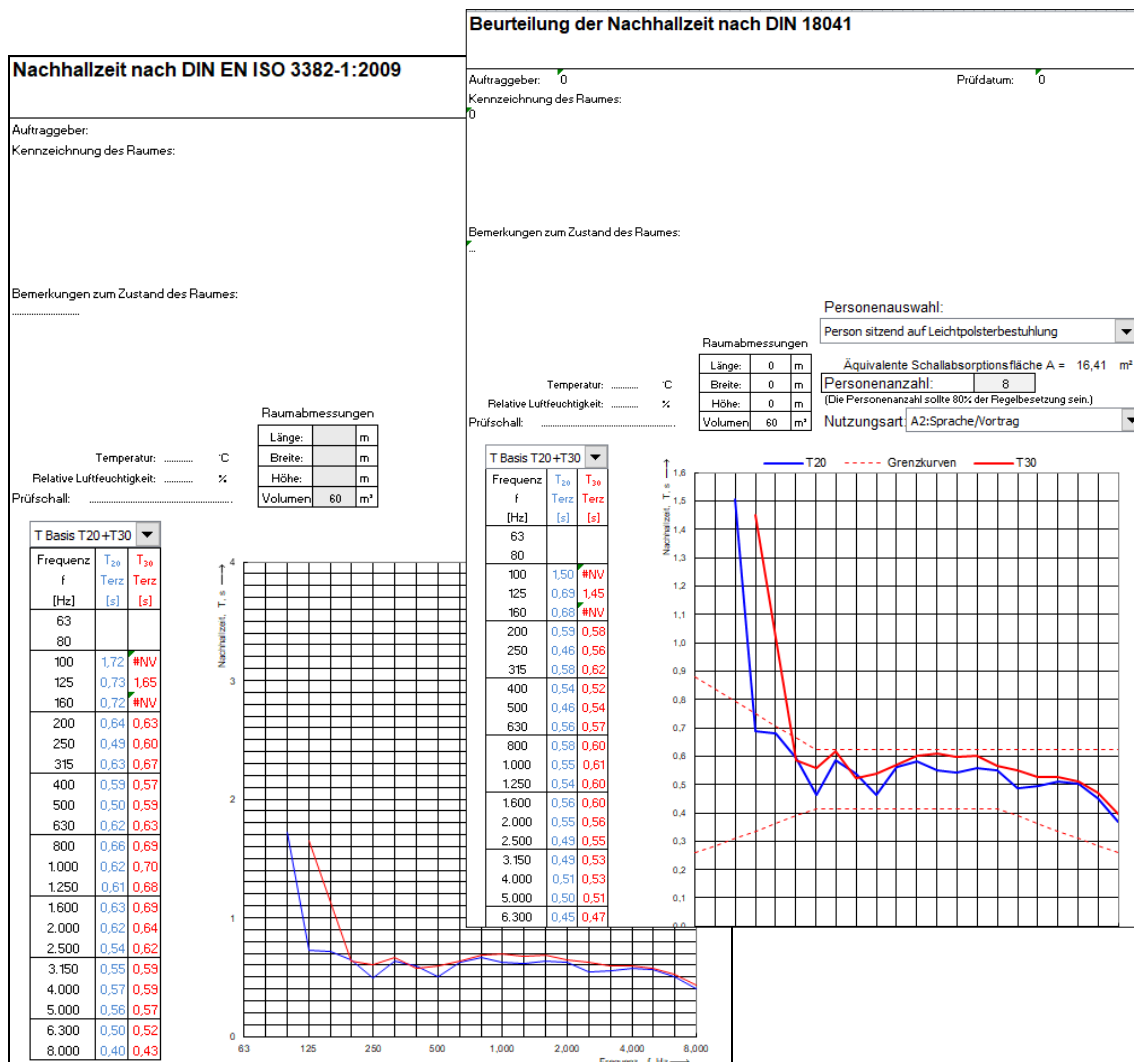 Beurteilung der Nachhallzeit nach DIN 18041
Auftraggeber: 0 Prüfdatum: 0
Kennzeichnung des Raumes:
0
Bemerkungen zum Zustand des Raumes:
...
Personenauswahl:
Person sitzend auf Leichtpolsterbestuhlung
Äquivalente Schallabsorptionsfläche A = 16,41 m²
Personenanzahl: 8
(Die Personenanzahl sollte 80% der Regelbesetzung sein.)
Nutzungsart: A2:Sprache/Vortrag
Raumabmessungen
Länge: 0 m
Breite: 0 m
Höhe: 0 m
Volumen 60 m³
Temperatur: .......... °C
Relative Luftfeuchtigkeit: .......... %
Prüfschall: ..........
T Basis T20+T30
Frequenz T20 T30
f Terz Terz
[Hz] [s] [s]
63
80
100 1,50 #NV
125 0,69 1,45
160 0,68 #NV
200 0,59 0,58
250 0,46 0,56
315 0,58 0,62
400 0,54 0,52
500 0,46 0,54
630 0,56 0,57
800 0,58 0,60
1.000 0,55 0,61
1.250 0,54 0,60
1.600 0,56 0,60
2.000 0,55 0,56
2.500 0,49 0,55
3.150 0,49 0,53
4.000 0,51 0,53
5.000 0,50 0,51
6.300 0,45 0,47
T20 Grenzkurven T30
Nachhallzeit, T, s →
1,6
1,5
1,4
1,3
1,2
1,1
1,0
0,9
0,8
0,7
0,6
0,5
0,4
0,3
0,2
0,1
0,0
Nachhallzeit nach DIN EN ISO 3382-1:2009
Auftraggeber:
Kennzeichnung des Raumes:
Bemerkungen zum Zustand des Raumes:
..........
Raumabmessungen
Länge: m
Breite: m
Höhe: m
Volumen 60 m³
Temperatur: .......... °C
Relative Luftfeuchtigkeit: .......... %
Prüfschall: ..........
T Basis T20+T30
Frequenz T20 T30
f Terz Terz
[Hz] [s] [s]
63
80
100 1,72 #NV
125 0,73 1,65
160 0,72 #NV
200 0,64 0,63
250 0,49 0,60
315 0,63 0,67
400 0,59 0,57
500 0,50 0,59
630 0,62 0,63
800 0,66 0,69
1.000 0,62 0,70
1.250 0,61 0,68
1.600 0,63 0,69
2.000 0,62 0,64
2.500 0,54 0,62
3.150 0,55 0,59
4.000 0,57 0,59
5.000 0,56 0,57
6.300 0,50 0,52
8.000 0,40 0,43
Nachhallzeit, T, s →
4
3
2
1
0
63 125 250 500 1,000 2,000 4,000 8,000
Frequenz, f, Hz →